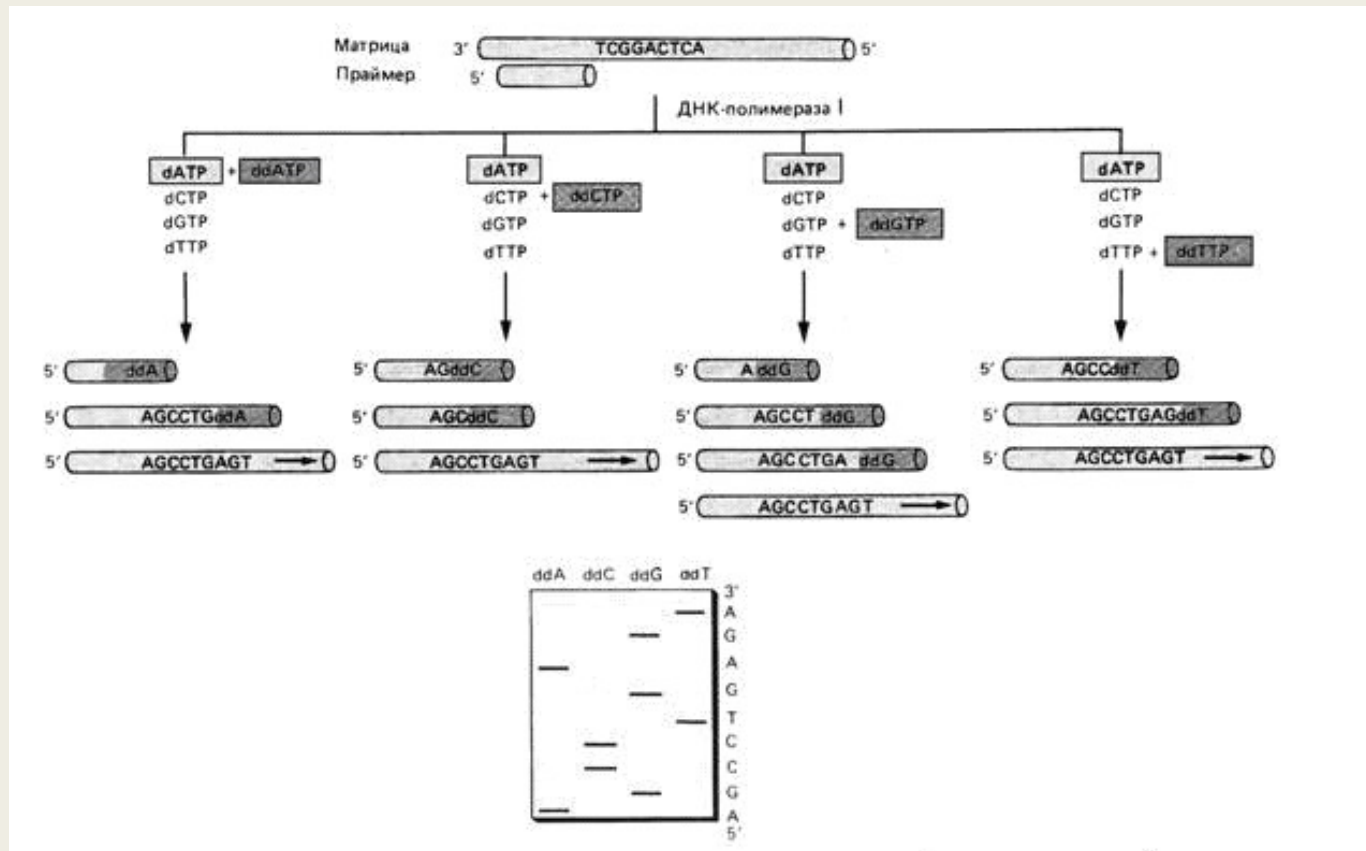 Матрица 3' TCGGACTCA 5'
Праймер 5'
ДНК-полимераза I
dATP + ddATP
dCTP
dGTP
dTTP
dATP
dCTP + ddCTP
dGTP
dTTP
dATP
dCTP
dGTP + ddGTP
dTTP
dATP
dCTP
dGTP
dTTP + ddTTP
5' ddA
5' AGCCTGddA
5' AGCCTGAGT
5' AGddC
5' AGCddC
5' AGCCTGAGT
5' A ddG
5' AGCCT ddG
5' AGCCTGA ddG
5' AGCCTGAGT
5' AGCCddT
5' AGCCTGAGddT
5' AGCCTGAGT
ddA ddC ddG ddT
3'
A
G
A
G
T
C
C
G
A
5'